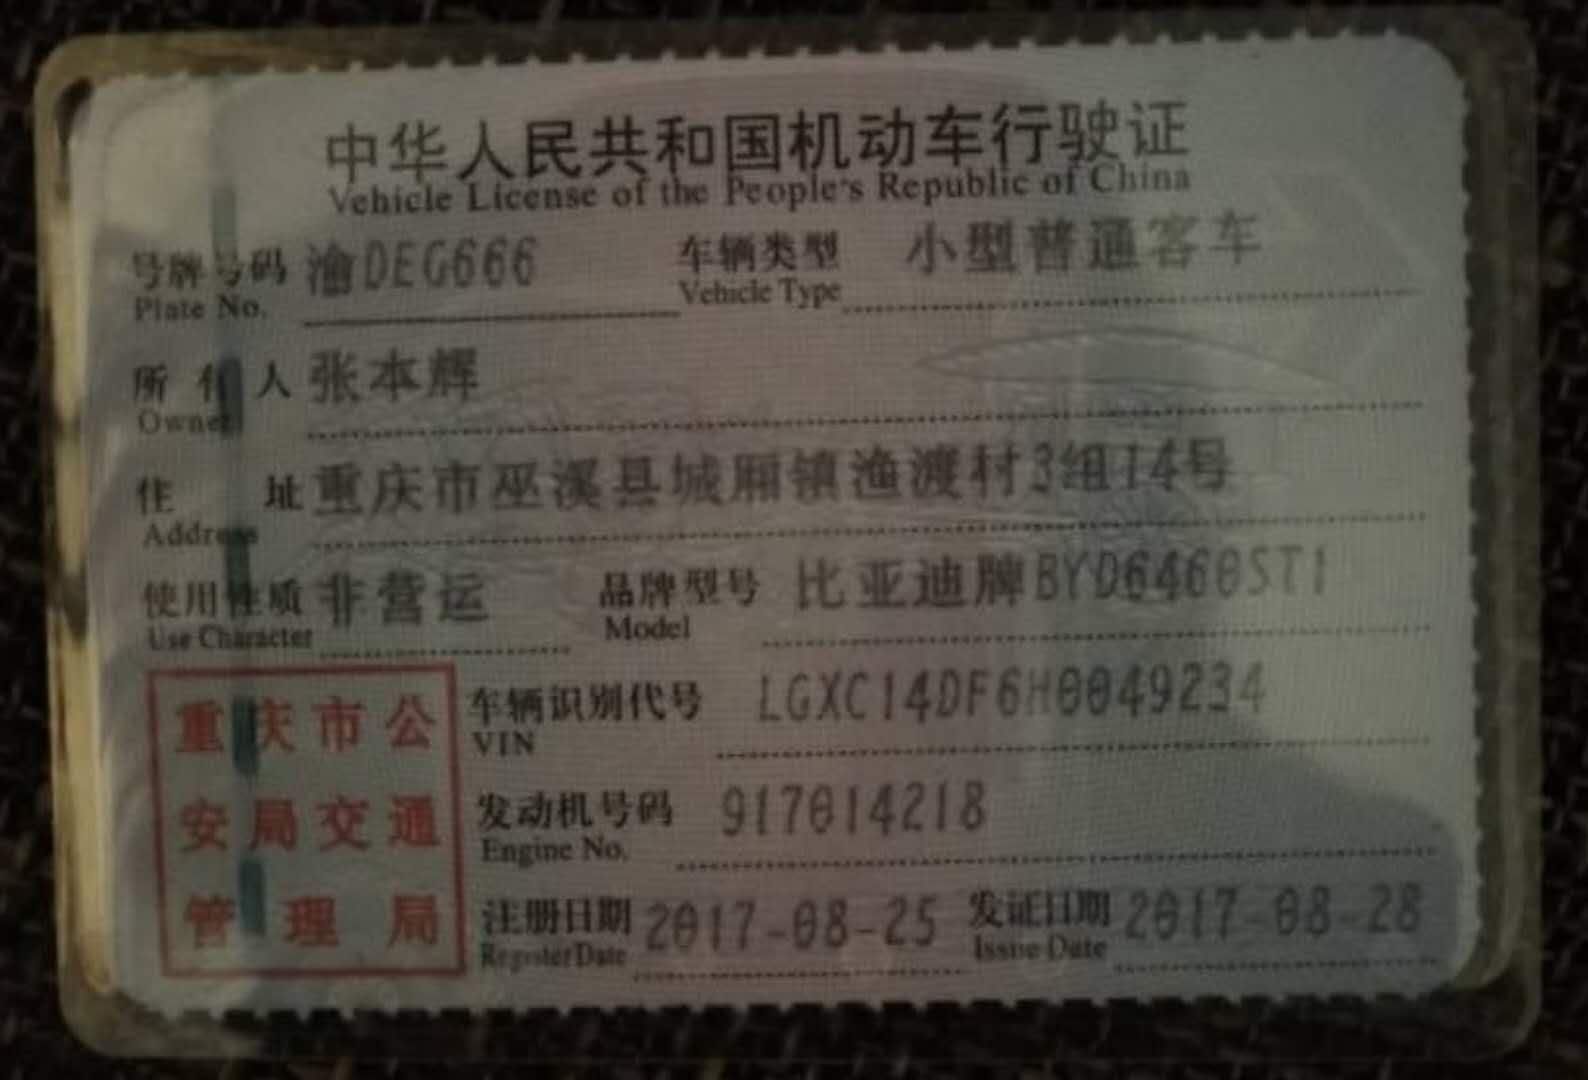 中华人民共和国机动车行驶证
Vehicle License of the People's Republic of China
号牌号码 渝DEG666 车辆类型 小型普通客车
Plate No. Vehicle Type
所有人 张本辉
Owner
住址 重庆市巫溪县城厢镇渔渡村3组14号
Address
使用性质 非营运 品牌型号 比亚迪牌BYD6460ST1
Use Character Model
车辆识别代号 LGXC14DF6H0049234
VIN
发动机号码 917014218
Engine No.
注册日期 2017-08-25 发证日期 2017-08-28
Register Date Issue Date
重庆市公
安局交通
管理局